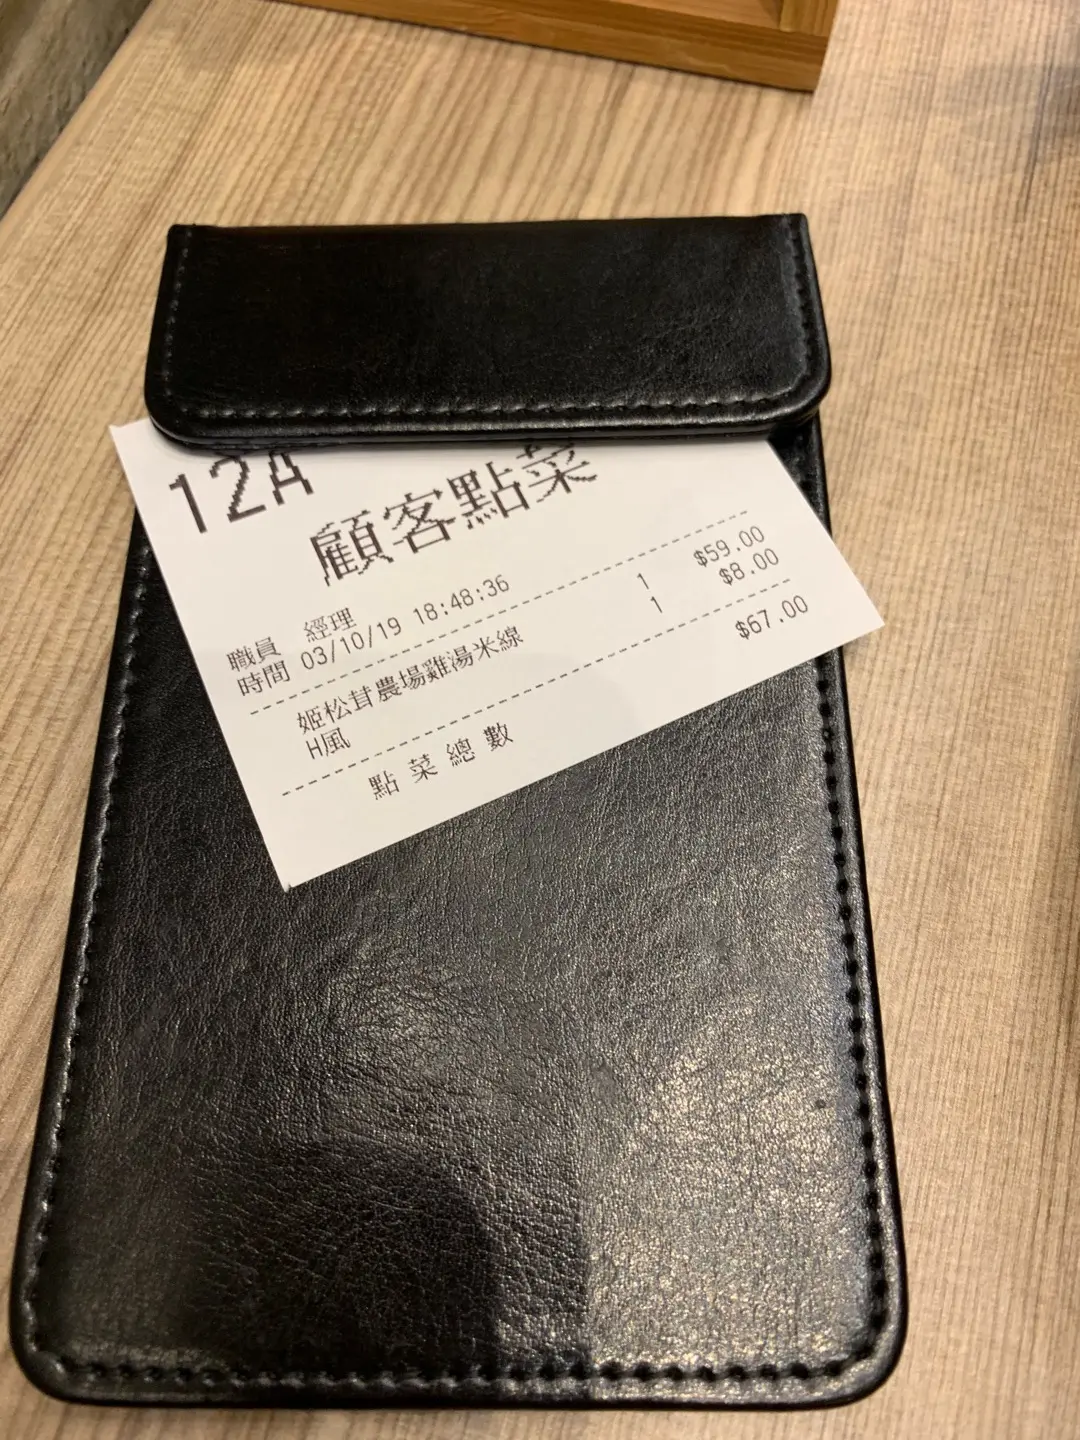 12A
顧客點菜
職員 經理
時間 03/10/19 18:48:36
姬松茸農場雞湯米線 1 $59.00
H風 1 $8.00
點菜總數 $67.00